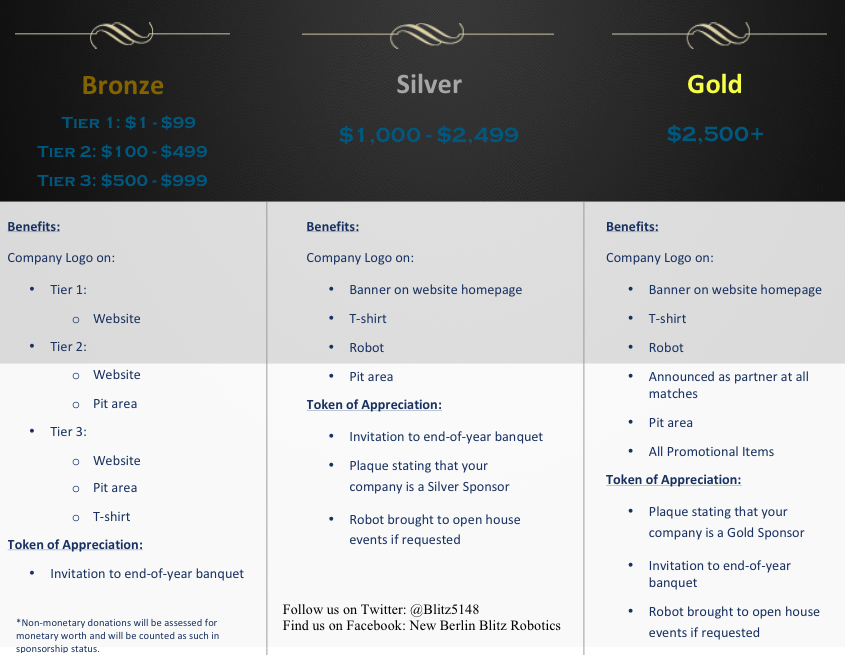 Bronze
Tier 1: $1 - $99
Tier 2: $100 - $499
Tier 3: $500 - $999
Benefits:
Company Logo on:
• Tier 1:
o Website
• Tier 2:
o Website
o Pit area
• Tier 3:
o Website
o Pit area
o T-shirt
Token of Appreciation:
• Invitation to end-of-year banquet
*Non-monetary donations will be assessed for
monetary worth and will be counted as such in
sponsorship status.
Silver
$1,000 - $2,499
Benefits:
Company Logo on:
• Banner on website homepage
• T-shirt
• Robot
• Pit area
Token of Appreciation:
• Invitation to end-of-year banquet
• Plaque stating that your
company is a Silver Sponsor
• Robot brought to open house
events if requested
Follow us on Twitter: @Blitz5148
Find us on Facebook: New Berlin Blitz Robotics
Gold
$2,500+
Benefits:
Company Logo on:
• Banner on website homepage
• T-shirt
• Robot
• Announced as partner at all
matches
• Pit area
• All Promotional Items
Token of Appreciation:
• Plaque stating that your
company is a Gold Sponsor
• Invitation to end-of-year
banquet
• Robot brought to open house
events if requested